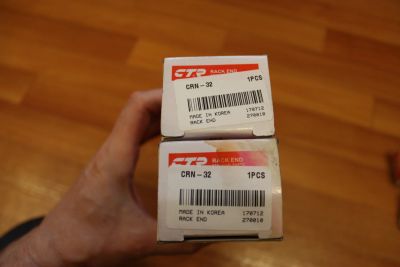 CTR RACK END
CRN-32 1PCS
MADE IN KOREA 170712
RACK END 270010
CTR RACK END
CRN-32 1PCS
MADE IN KOREA 170712
RACK END 270010